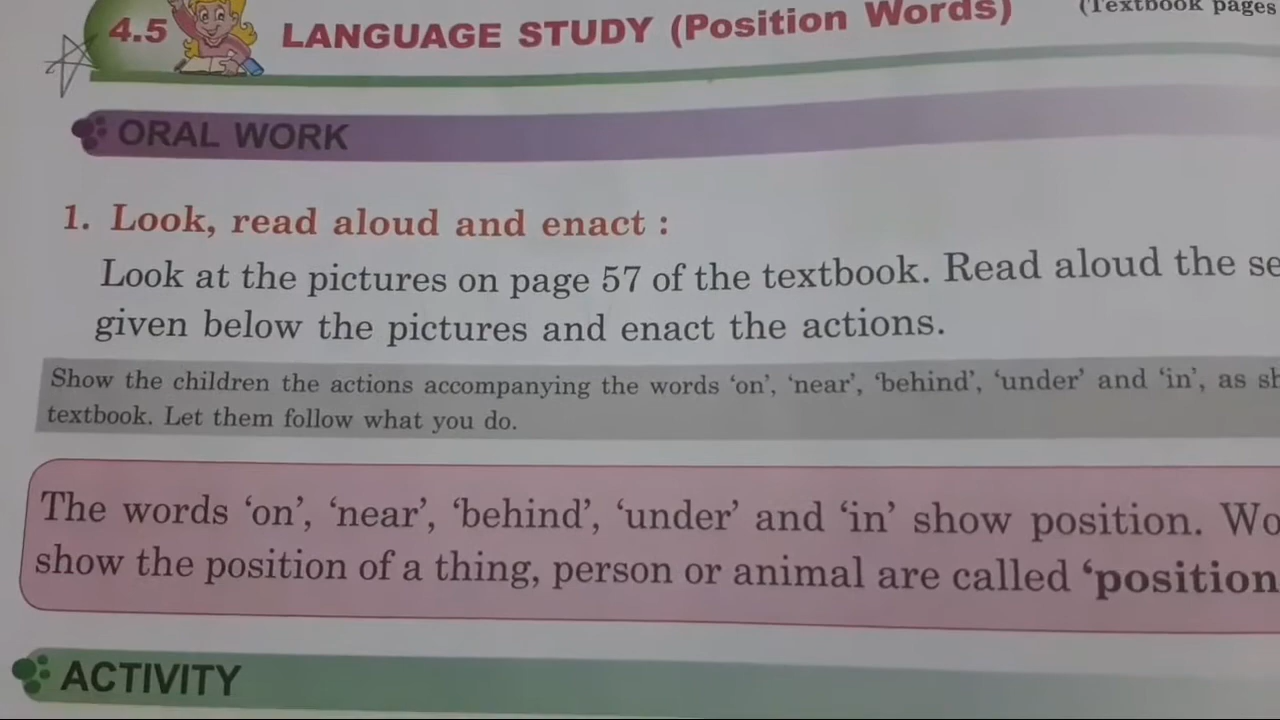 4.5 LANGUAGE STUDY (Position Words) (Textbook pages
ORAL WORK
1. Look, read aloud and enact :
Look at the pictures on page 57 of the textbook. Read aloud the
given below the pictures and enact the actions.
Show the children the actions accompanying the words ‘on’, ‘near’, ‘behind’, ‘under’ and ‘in’, as
textbook. Let them follow what you do.
The words ‘on’, ‘near’, ‘behind’, ‘under’ and ‘in’ show position.
show the position of a thing, person or animal are called ‘position
ACTIVITY